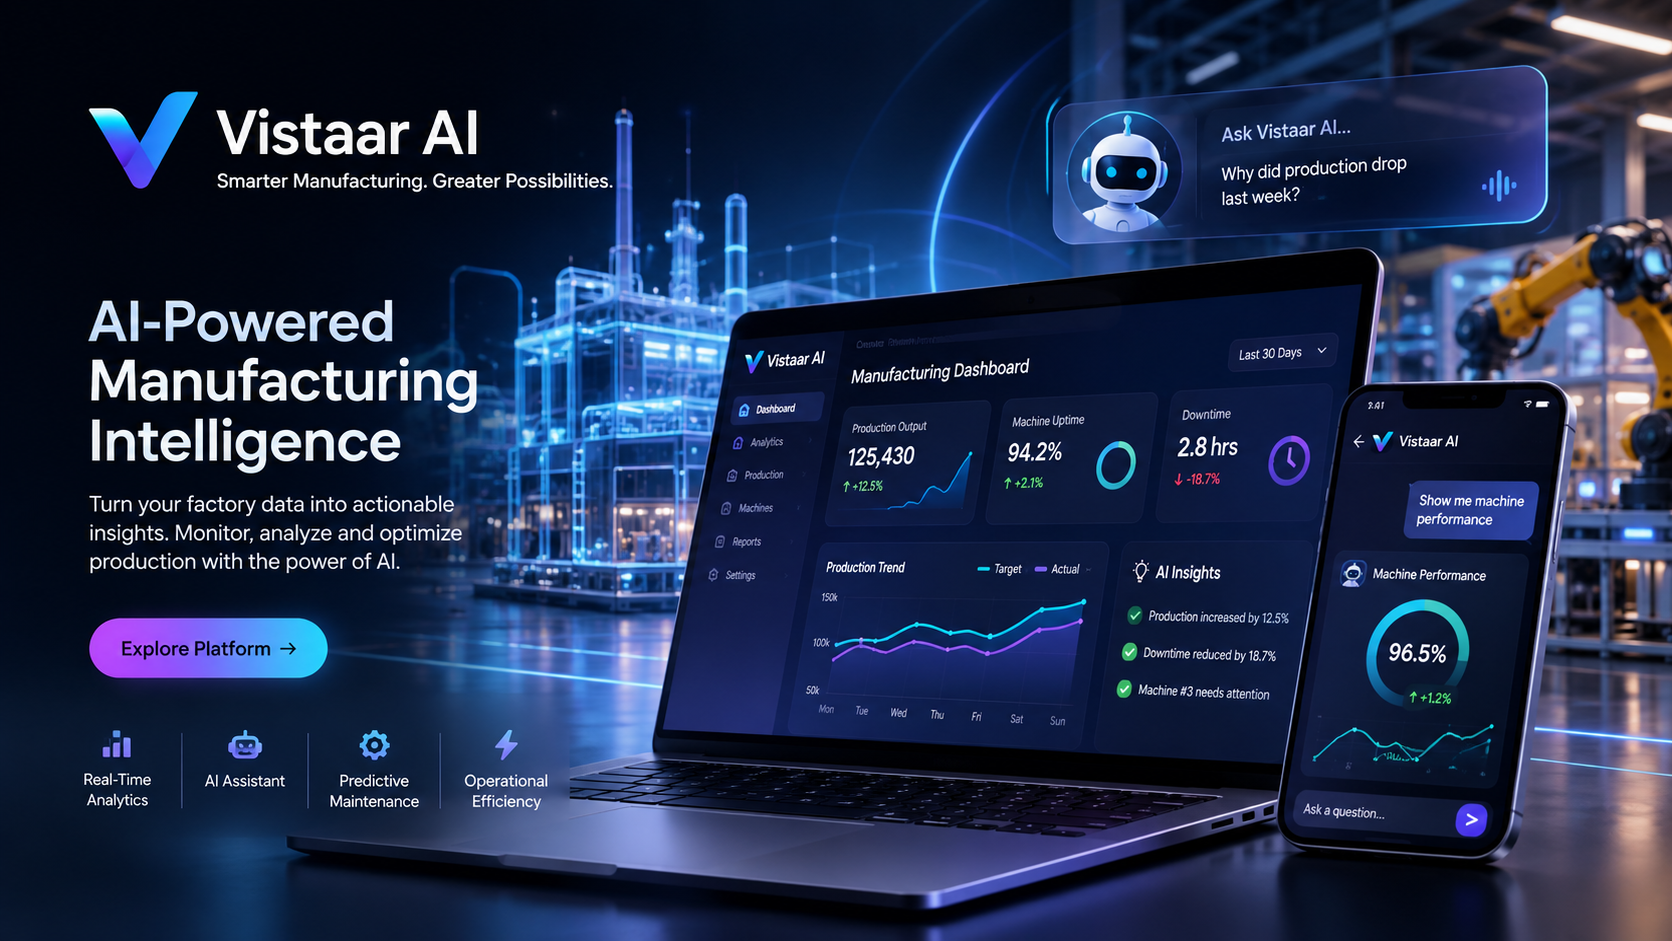 Vistaar AI
Smarter Manufacturing. Greater Possibilities.
AI-Powered
Manufacturing
Intelligence
Turn your factory data into actionable
insights. Monitor, analyze and optimize
production with the power of AI.
Explore Platform →
Real-Time
Analytics
AI Assistant
Predictive
Maintenance
Operational
Efficiency
Ask Vistaar AI...
Why did production drop
last week?
Vistaar AI
Dashboard
Analytics
Production
Machines
Reports
Settings
Manufacturing Dashboard
Last 30 Days
Production Output
125,430
↑ +12.5%
Machine Uptime
94.2%
↑ +2.1%
Downtime
2.8 hrs
↓ -18.7%
Production Trend
Target
Actual
150k
100k
50k
Mon Tue Wed Thu Fri Sat Sun
AI Insights
Production increased by 12.5%
Downtime reduced by 18.7%
Machine #3 needs attention
Vistaar AI
Show me machine
performance
Machine Performance
96.5%
↑ +1.2%
Ask a question...